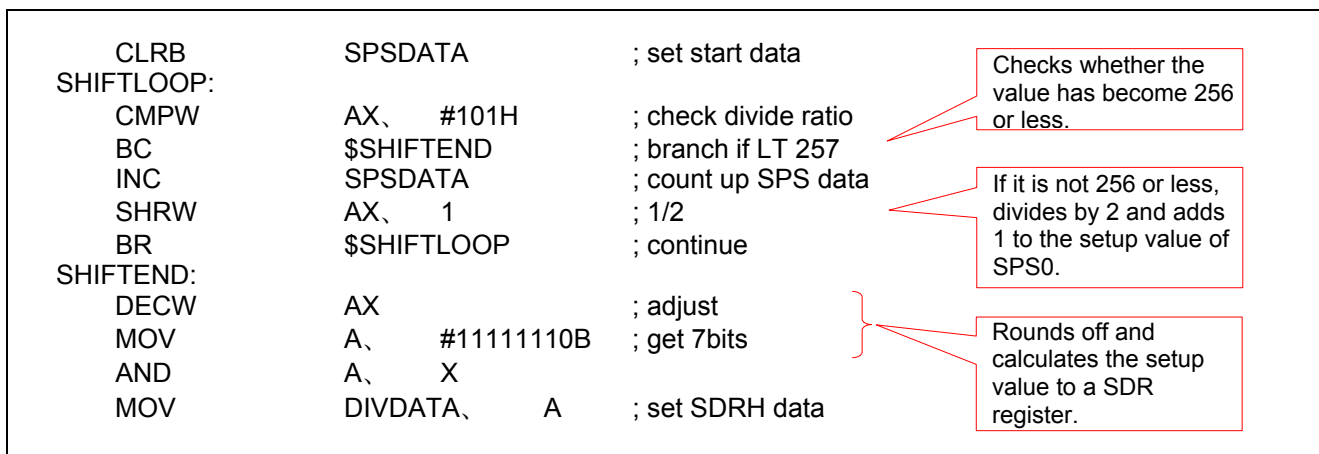 CLRB SPSDATA ; set start data
SHIFTLOOP:
CMPW AX、 #101H ; check divide ratio
BC $SHIFTEND ; branch if LT 257
INC SPSDATA ; count up SPS data
SHRW AX、 1 ; 1/2
BR $SHIFTLOOP ; continue
SHIFTEND:
DECW AX ; adjust
MOV A、 #11111110B ; get 7bits
AND A、 X
MOV DIVDATA、 A ; set SDRH data
Checks whether the
value has become 256
or less.
If it is not 256 or less,
divides by 2 and adds
1 to the setup value of
SPS0.
Rounds off and
calculates the setup
value to a SDR
register.